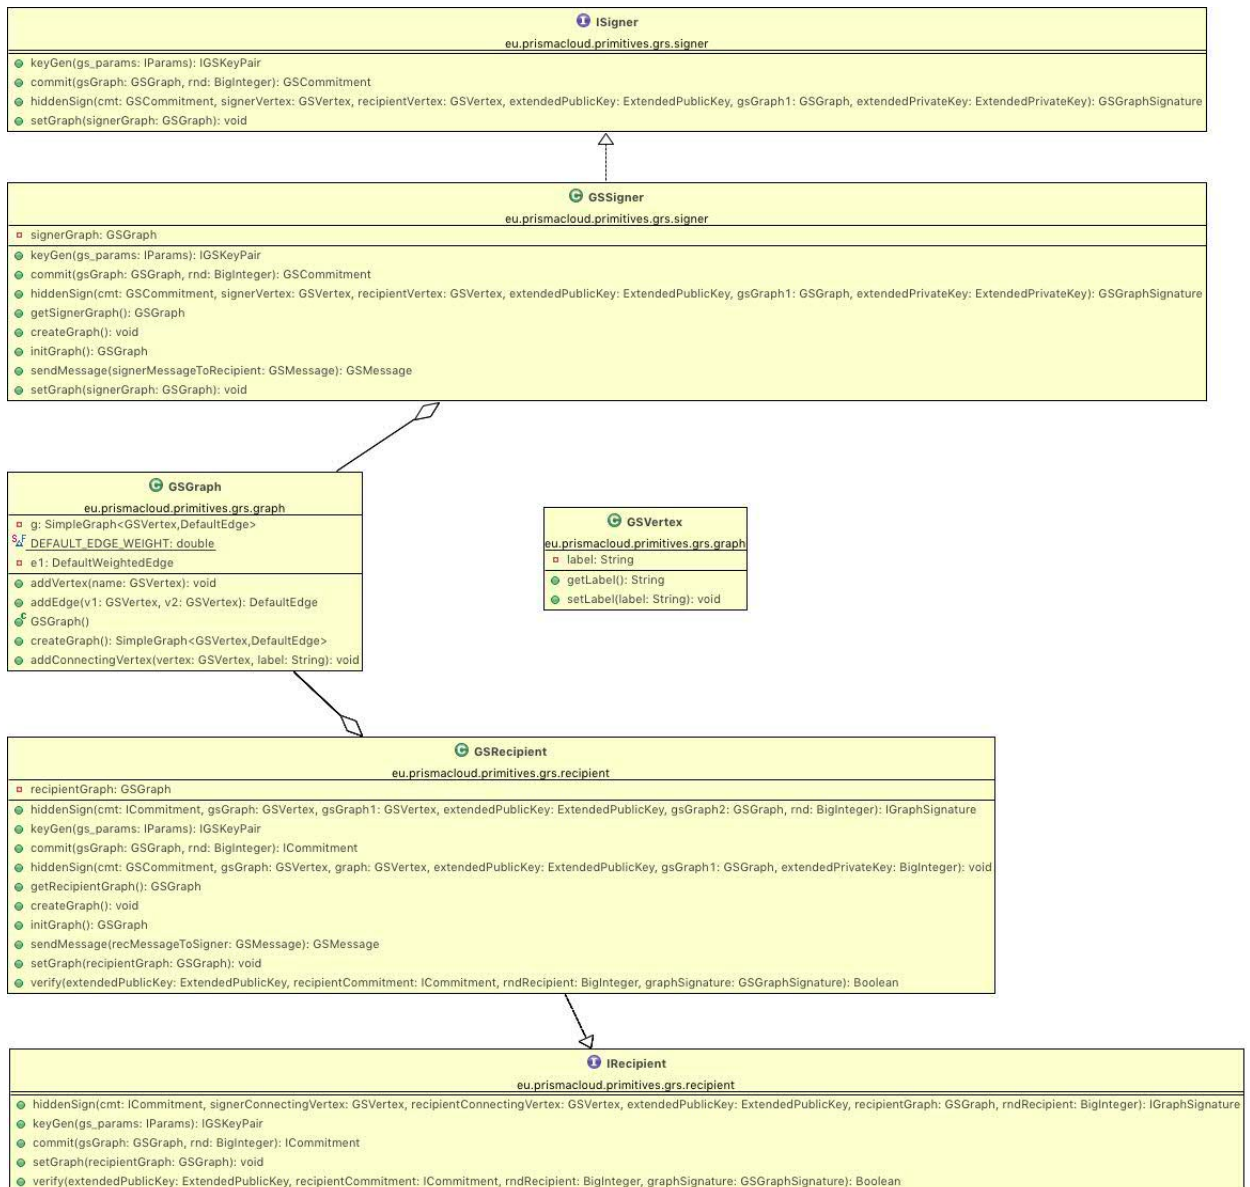 ISigner
eu.prismacloud.primitives.grs.signer
keyGen(gs_params: IParams): IGSKeyPair
commit(gsGraph: GSGraph, rnd: BigInteger): GSCommitment
hiddenSign(cmt: GSCommitment, signerVertex: GSVertex, recipientVertex: GSVertex, extendedPublicKey: ExtendedPublicKey, gsGraph1: GSGraph, extendedPrivateKey: ExtendedPrivateKey): GSGraphSignature
setGraph(signerGraph: GSGraph): void
GSSigner
eu.prismacloud.primitives.grs.signer
signerGraph: GSGraph
keyGen(gs_params: IParams): IGSKeyPair
commit(gsGraph: GSGraph, rnd: BigInteger): GSCommitment
hiddenSign(cmt: GSCommitment, signerVertex: GSVertex, recipientVertex: GSVertex, extendedPublicKey: ExtendedPublicKey, gsGraph1: GSGraph, extendedPrivateKey: ExtendedPrivateKey): GSGraphSignature
getSignerGraph(): GSGraph
createGraph(): void
initGraph(): GSGraph
sendMessage(signerMessageToRecipient: GSMessage): GSMessage
setGraph(signerGraph: GSGraph): void
GSGraph
eu.prismacloud.primitives.grs.graph
g: SimpleGraph<GSVertex,DefaultEdge>
DEFAULT_EDGE_WEIGHT: double
e1: DefaultWeightedEdge
addVertex(name: GSVertex): void
addEdge(v1: GSVertex, v2: GSVertex): DefaultEdge
GSGraph()
createGraph(): SimpleGraph<GSVertex,DefaultEdge>
addConnectingVertex(vertex: GSVertex, label: String): void
GSVertex
eu.prismacloud.primitives.grs.graph
label: String
getLabel(): String
setLabel(label: String): void
GSRecipient
eu.prismacloud.primitives.grs.recipient
recipientGraph: GSGraph
hiddenSign(cmt: ICommitment, gsGraph: GSVertex, gsGraph1: GSVertex, extendedPublicKey: ExtendedPublicKey, gsGraph2: GSGraph, rnd: BigInteger): IGraphSignature
keyGen(gs_params: IParams): IGSKeyPair
commit(gsGraph: GSGraph, rnd: BigInteger): ICommitment
hiddenSign(cmt: GSCommitment, gsGraph: GSVertex, graph: GSVertex, extendedPublicKey: ExtendedPublicKey, gsGraph1: GSGraph, extendedPrivateKey: BigInteger): void
getRecipientGraph(): GSGraph
createGraph(): void
initGraph(): GSGraph
sendMessage(recMessageToSigner: GSMessage): GSMessage
setGraph(recipientGraph: GSGraph): void
verify(extendedPublicKey: ExtendedPublicKey, recipientCommitment: ICommitment, rndRecipient: BigInteger, graphSignature: GSGraphSignature): Boolean
IRecipient
eu.prismacloud.primitives.grs.recipient
hiddenSign(cmt: ICommitment, signerConnectingVertex: GSVertex, recipientConnectingVertex: GSVertex, extendedPublicKey: ExtendedPublicKey, recipientGraph: GSGraph, rndRecipient: BigInteger): IGraphSignature
keyGen(gs_params: IParams): IGSKeyPair
commit(gsGraph: GSGraph, rnd: BigInteger): ICommitment
setGraph(recipientGraph: GSGraph): void
verify(extendedPublicKey: ExtendedPublicKey, recipientCommitment: ICommitment, rndRecipient: BigInteger, graphSignature: GSGraphSignature): Boolean